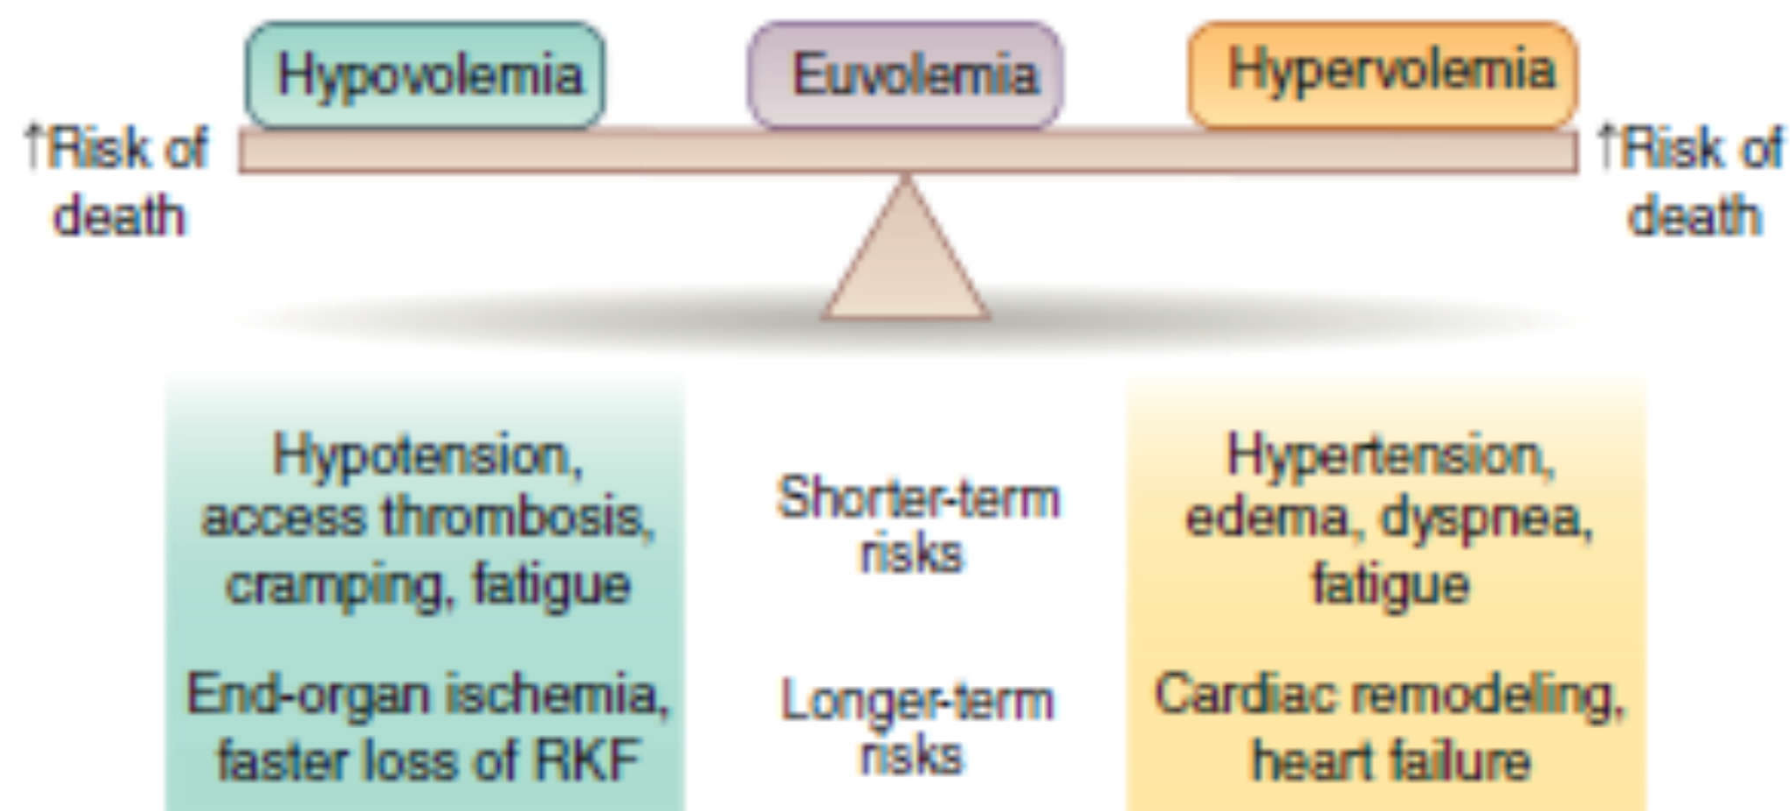 Hypovolemia
Euvolemia
Hypervolemia
↑Risk of
death
↑Risk of
death
Hypotension,
access thrombosis,
cramping, fatigue
Shorter-term
risks
Hypertension,
edema, dyspnea,
fatigue
End-organ ischemia,
faster loss of RKF
Longer-term
risks
Cardiac remodeling,
heart failure